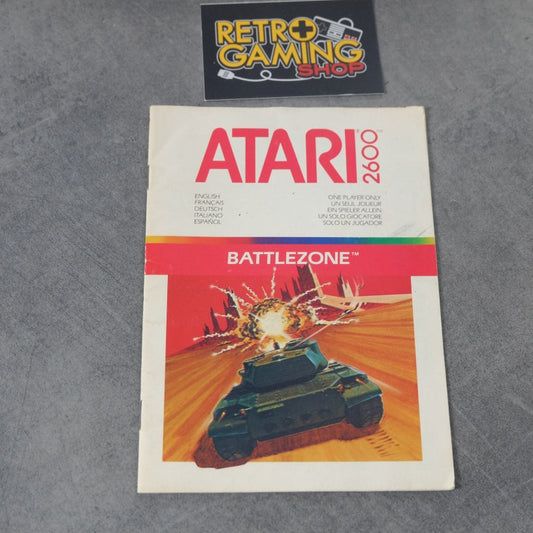 RETRO
GAMING
SHOP
ATARI
2600™
ENGLISH
FRANÇAIS
DEUTSCH
ITALIANO
ESPAÑOL
ONE PLAYER ONLY
UN SEUL JOUEUR
EIN SPIELER ALLEIN
UN SOLO GIOCATORE
SOLO UN JUGADOR
BATTLEZONE™